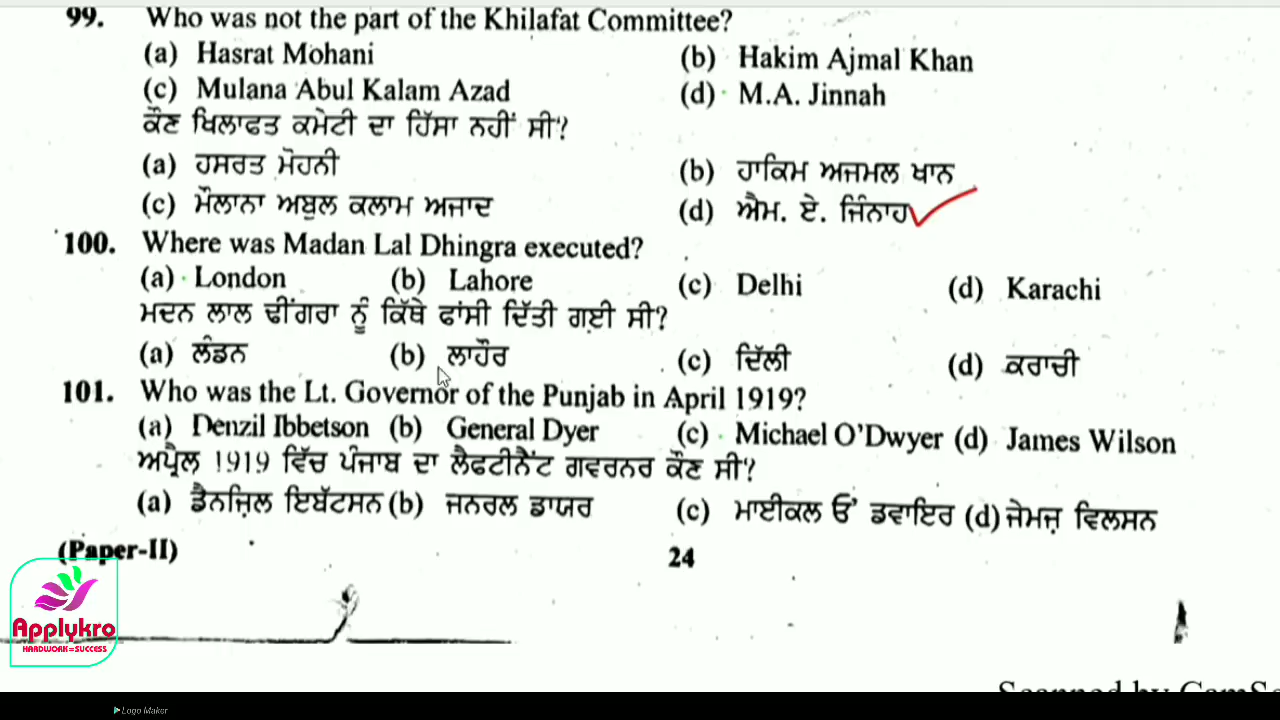 99. Who was not the part of the Khilafat Committee?
(a) Hasrat Mohani (b) Hakim Ajmal Khan
(c) Mulana Abul Kalam Azad (d) M.A. Jinnah
ਕੌਣ ਖਿਲਾਫਤ ਕਮੇਟੀ ਦਾ ਹਿੱਸਾ ਨਹੀਂ ਸੀ?
(a) ਹਸਰਤ ਮੋਹਨੀ (b) ਹਾਕਿਮ ਅਜਮਲ ਖਾਨ
(c) ਮੌਲਾਨਾ ਅਬੁਲ ਕਲਾਮ ਅਜਾਦ (d) ਐਮ. ਏ. ਜਿੰਨਾਹ
100. Where was Madan Lal Dhingra executed?
(a) London (b) Lahore (c) Delhi (d) Karachi
ਮਦਨ ਲਾਲ ਢੀਂਗਰਾ ਨੂੰ ਕਿੱਥੇ ਫਾਂਸੀ ਦਿੱਤੀ ਗਈ ਸੀ?
(a) ਲੰਡਨ (b) ਲਾਹੌਰ (c) ਦਿੱਲੀ (d) ਕਰਾਚੀ
101. Who was the Lt. Governor of the Punjab in April 1919?
(a) Denzil Ibbetson (b) General Dyer (c) Michael O'Dwyer (d) James Wilson
ਅਪ੍ਰੈਲ 1919 ਵਿੱਚ ਪੰਜਾਬ ਦਾ ਲੈਫਟੀਨੈਂਟ ਗਵਰਨਰ ਕੌਣ ਸੀ?
(a) ਡੈਨਜ਼ਿਲ ਇਬੱਟਸਨ (b) ਜਨਰਲ ਡਾਯਰ (c) ਮਾਈਕਲ ਓ' ਡਵਾਇਰ (d) ਜੇਮਜ਼ ਵਿਲਸਨ
(Paper-II) 24
Applykro
HARDWORK=SUCCESS
Scanned by
Logo Maker